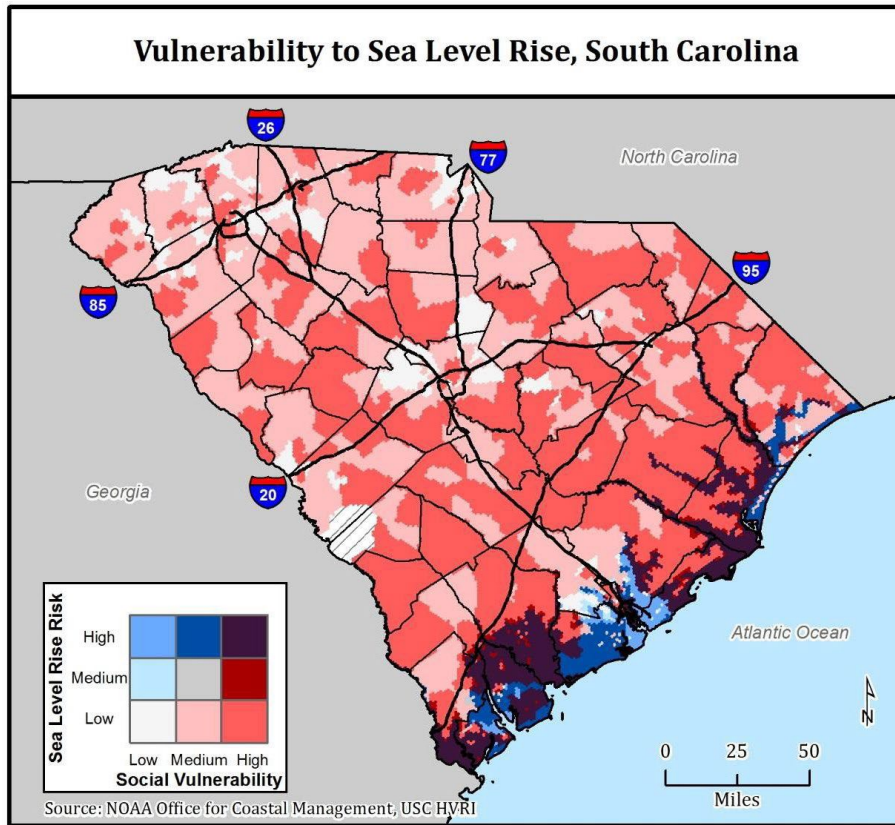 Vulnerability to Sea Level Rise, South Carolina
26
77
North Carolina
95
85
Georgia
20
Atlantic Ocean
Sea Level Rise Risk
High
Medium
Low
Low Medium High
Social Vulnerability
N
0 25 50
Miles
Source: NOAA Office for Coastal Management, USC HVRI